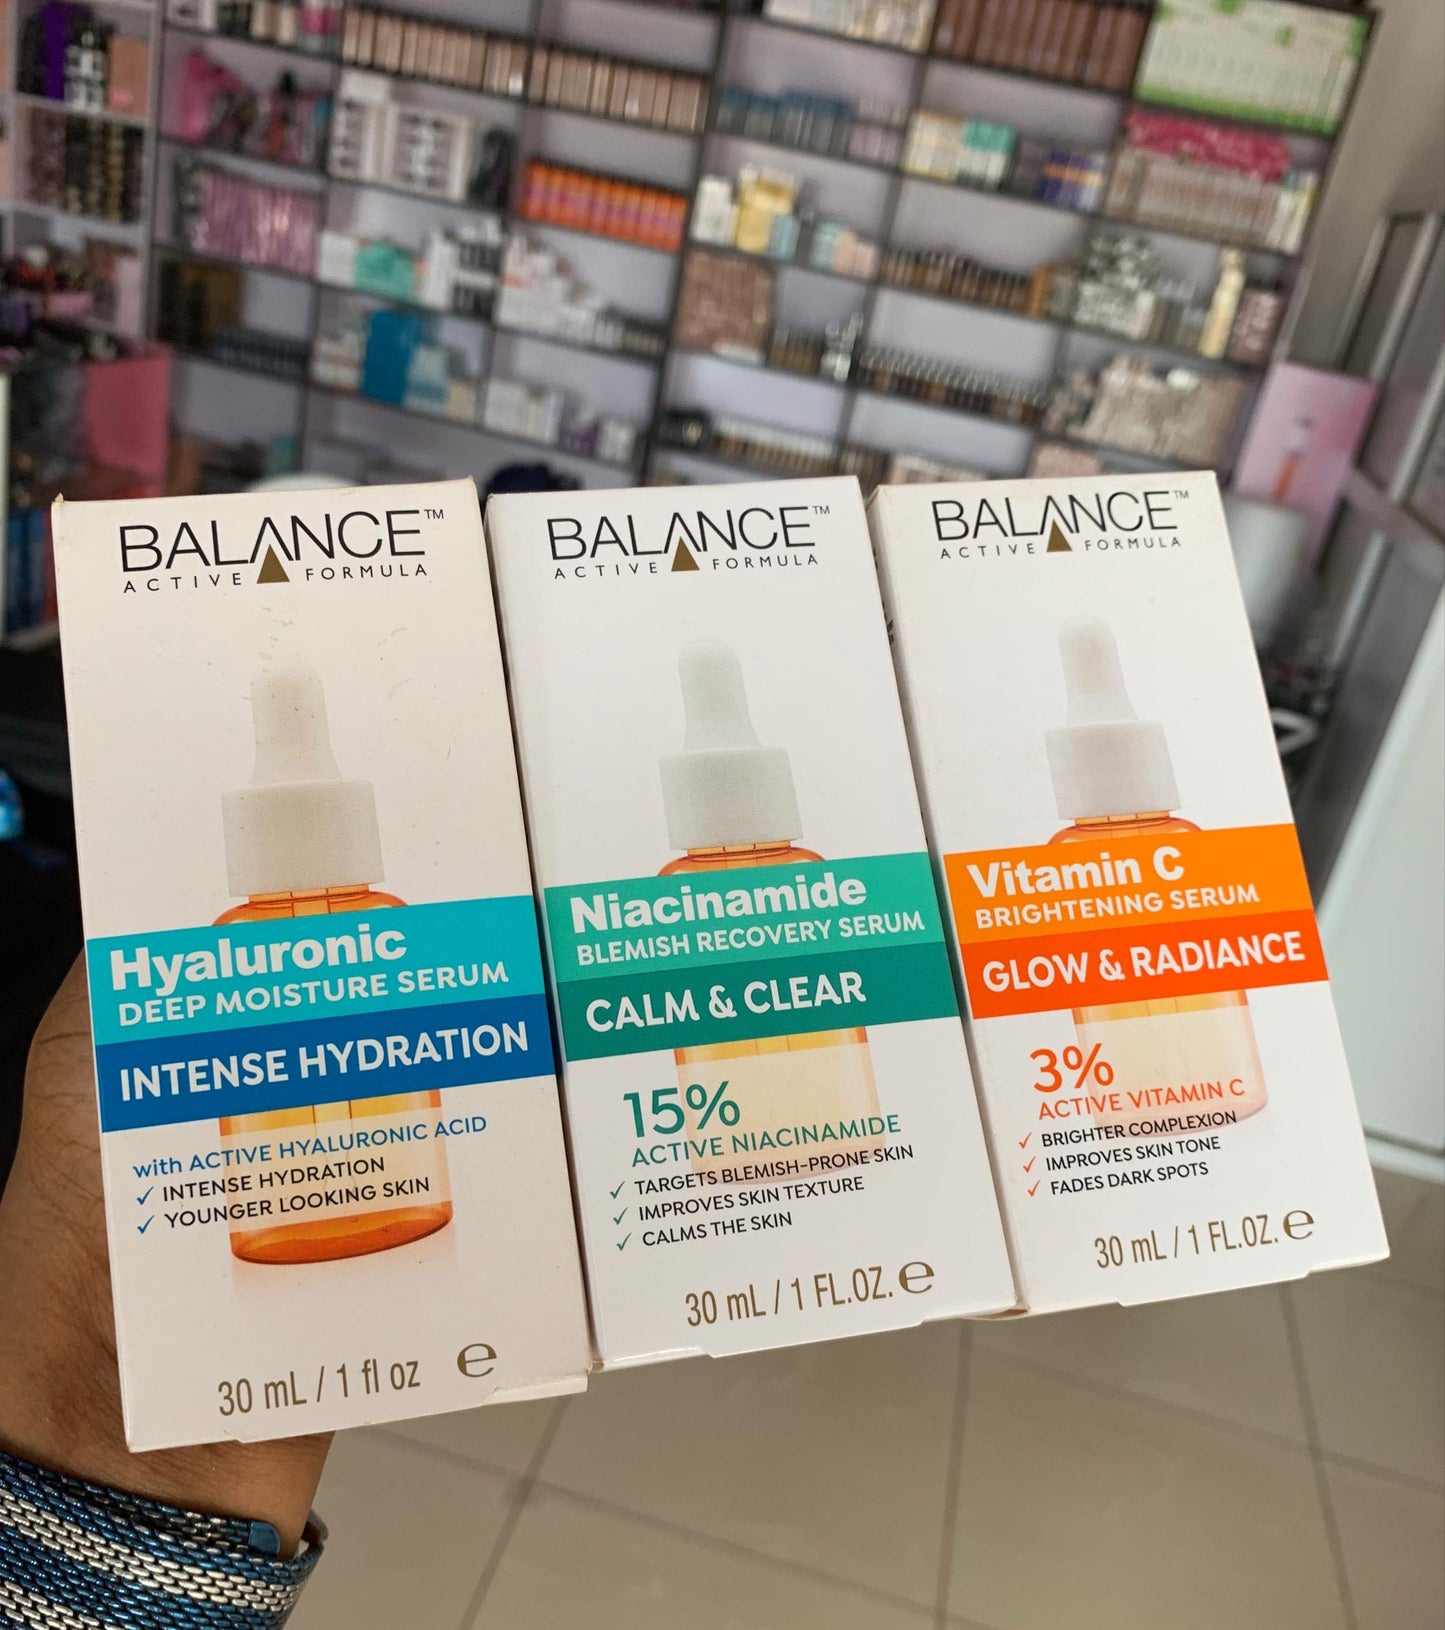 BALANCE™
ACTIVE FORMULA
Hyaluronic
DEEP MOISTURE SERUM
INTENSE HYDRATION
with ACTIVE HYALURONIC ACID
✓ INTENSE HYDRATION
✓ YOUNGER LOOKING SKIN
30 mL / 1 fl oz ℮
BALANCE™
ACTIVE FORMULA
Niacinamide
BLEMISH RECOVERY SERUM
CALM & CLEAR
15%
ACTIVE NIACINAMIDE
✓ TARGETS BLEMISH-PRONE SKIN
✓ IMPROVES SKIN TEXTURE
✓ CALMS THE SKIN
30 mL / 1 FL.OZ. ℮
BALANCE™
ACTIVE FORMULA
Vitamin C
BRIGHTENING SERUM
GLOW & RADIANCE
3%
ACTIVE VITAMIN C
✓ BRIGHTER COMPLEXION
✓ IMPROVES SKIN TONE
✓ FADES DARK SPOTS
30 mL / 1 FL.OZ. ℮